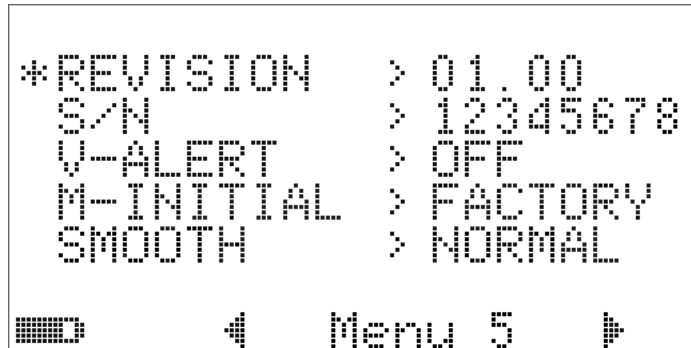 *REVISION > 01.00
S/N > 12345678
V-ALERT > OFF
M-INITIAL > FACTORY
SMOOTH > NORMAL
◀ Menu 5 ▶